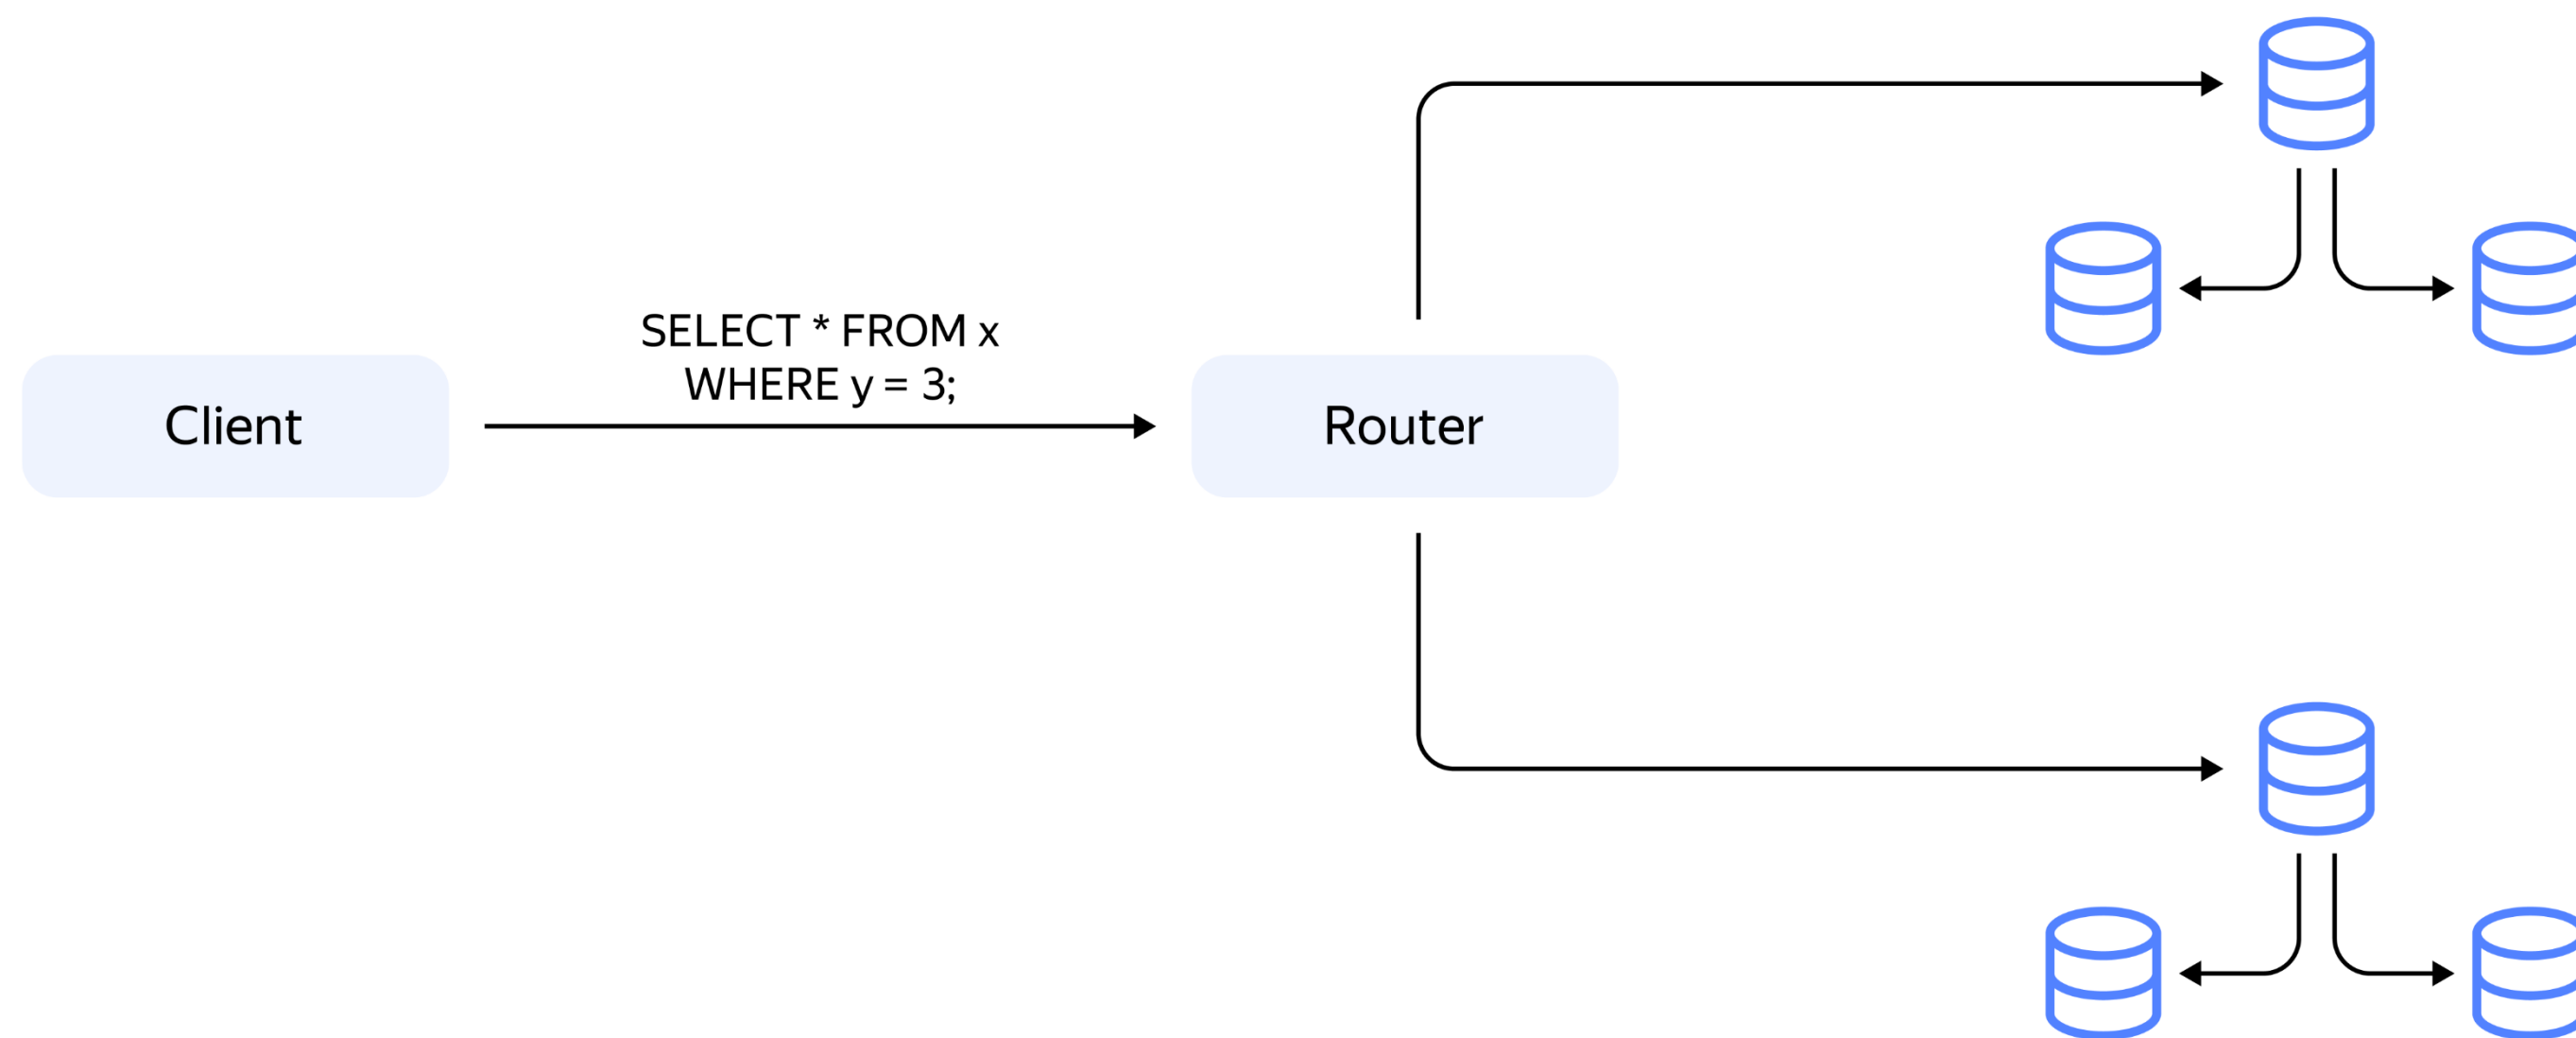 SELECT * FROM x
WHERE y = 3;
Client
Router